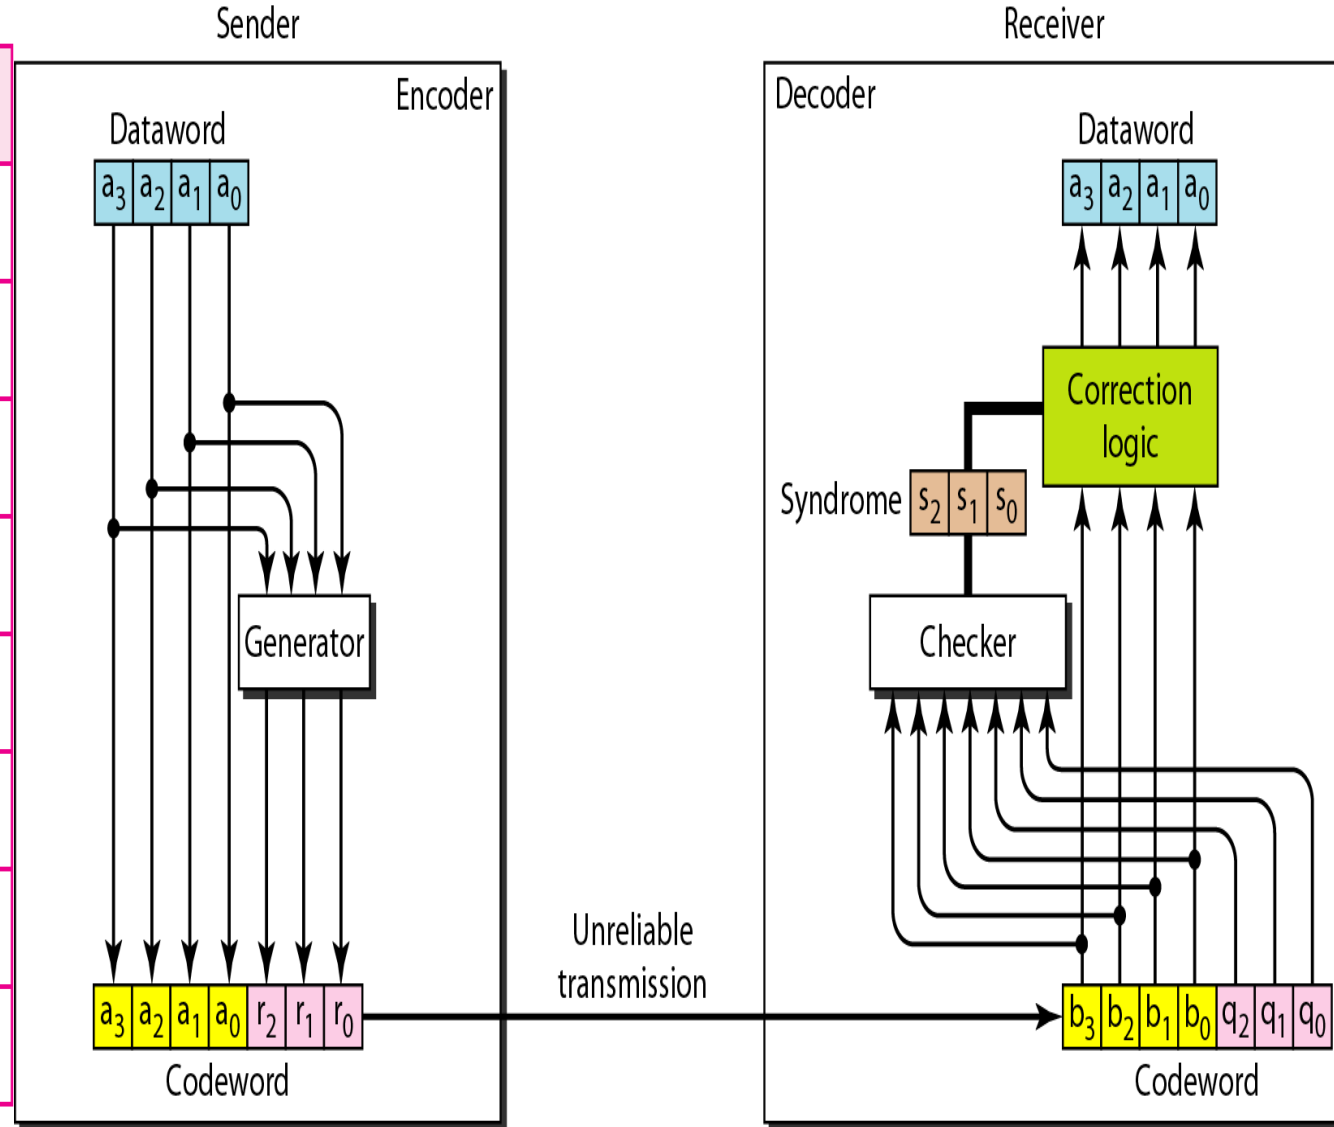 Sender
Encoder
Dataword
a3 a2 a1 a0
Generator
a3 a2 a1 a0 r2 r1 r0
Codeword
Unreliable
transmission
Receiver
Decoder
Dataword
a3 a2 a1 a0
Correction
logic
Syndrome s2 s1 s0
Checker
b3 b2 b1 b0 q2 q1 q0
Codeword